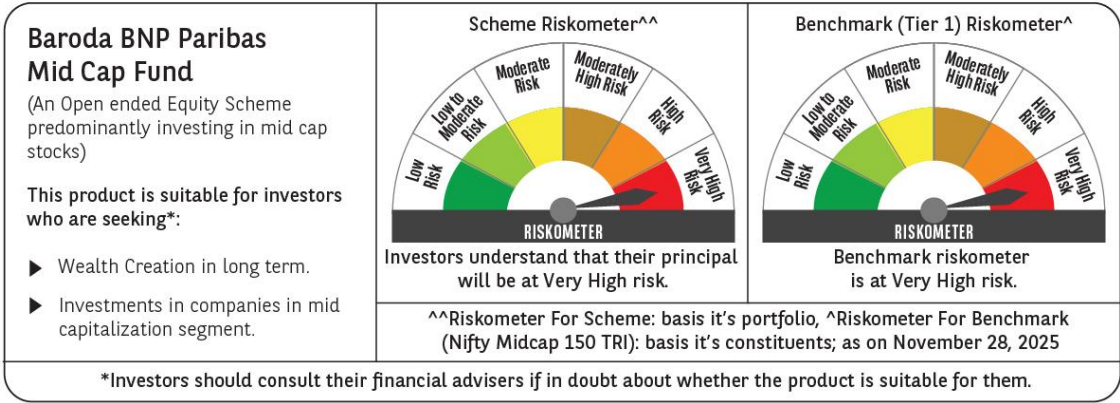 Baroda BNP Paribas
Mid Cap Fund
(An Open ended Equity Scheme
predominantly investing in mid cap
stocks)
This product is suitable for investors
who are seeking*:
Wealth Creation in long term.
Investments in companies in mid
capitalization segment.
Scheme Riskometer^^
Low
Risk
Low to
Moderate
Risk
Moderate
Risk
Moderately
High Risk
High
Risk
Very High
Risk
RISKOMETER
Investors understand that their principal
will be at Very High risk.
Benchmark (Tier 1) Riskometer^
Low
Risk
Low to
Moderate
Risk
Moderate
Risk
Moderately
High Risk
High
Risk
Very High
Risk
RISKOMETER
Benchmark riskometer
is at Very High risk.
^^Riskometer For Scheme: basis it's portfolio, ^Riskometer For Benchmark
(Nifty Midcap 150 TRI): basis it's constituents; as on November 28, 2025
*Investors should consult their financial advisers if in doubt about whether the product is suitable for them.